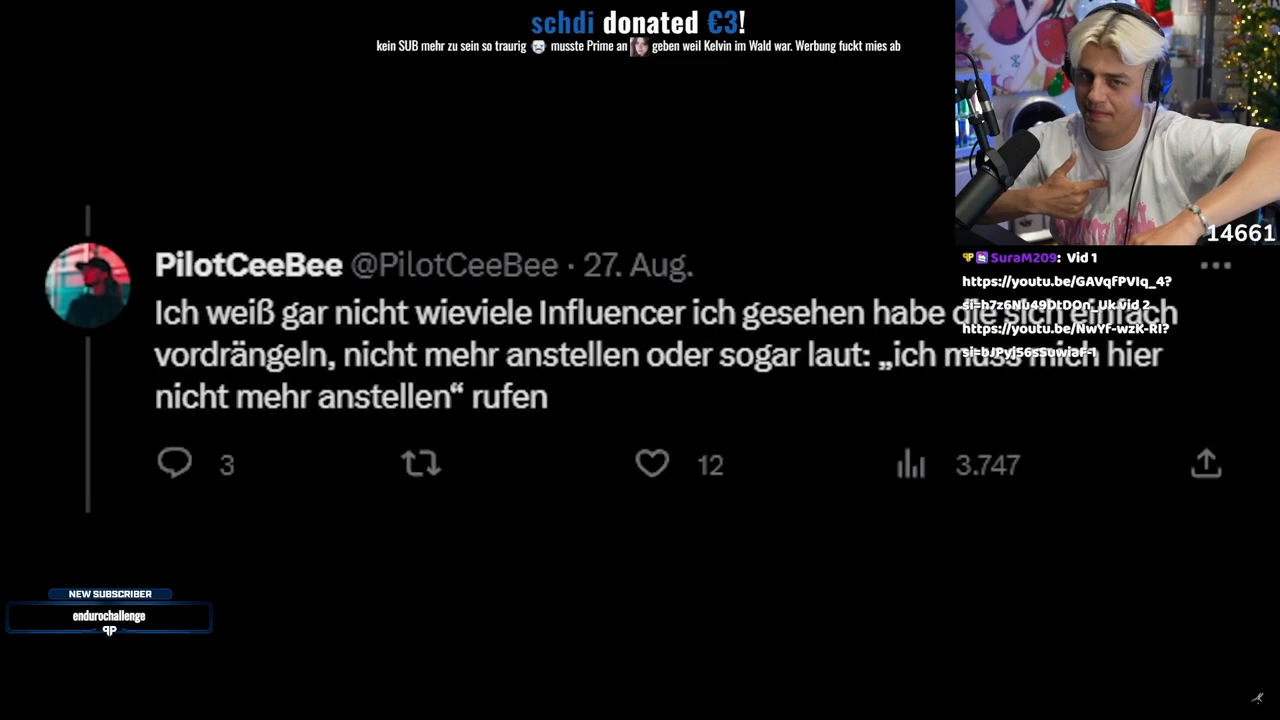 schdi donated €3!
kein SUB mehr zu sein so traurig musste Prime an geben weil Kelvin im Wald war. Werbung fuckt mies ab
14661
SuraM209: Vid 1
https://youtu.be/GAVqfPVIq_4?
https://youtu.be/NwYf-wzK-RI?
PilotCeeBee @PilotCeeBee · 27. Aug.
Ich weiß gar nicht wieviele Influencer ich gesehen habe die sich einfach
vordrängeln, nicht mehr anstellen oder sogar laut: „ich muss mich hier
nicht mehr anstellen“ rufen
3 12 3.747
NEW SUBSCRIBER
endurochallenge